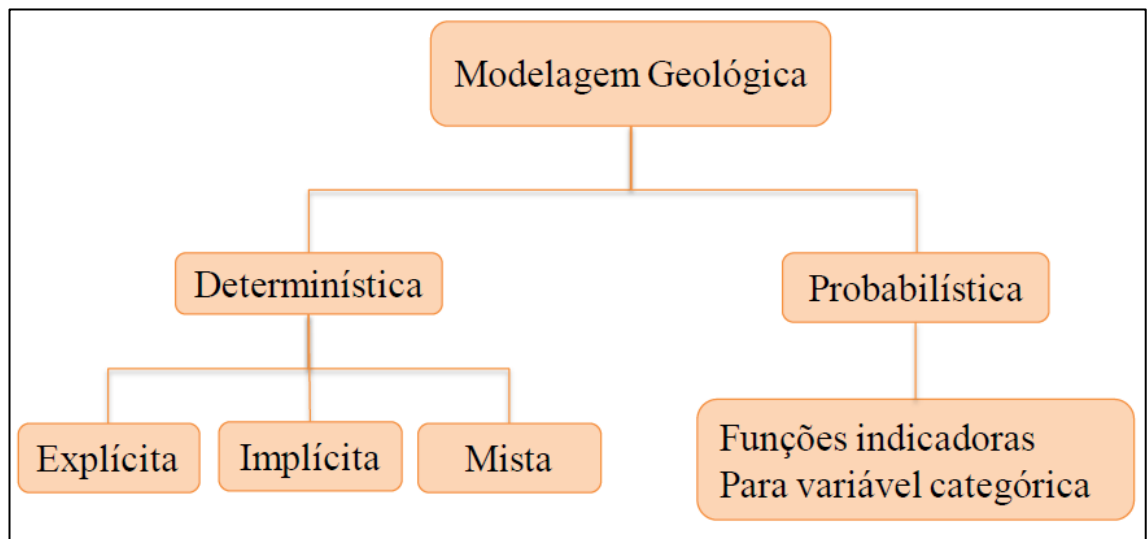 Modelagem Geológica
Determinística
Probabilística
Explícita
Implícita
Mista
Funções indicadoras
Para variável categórica